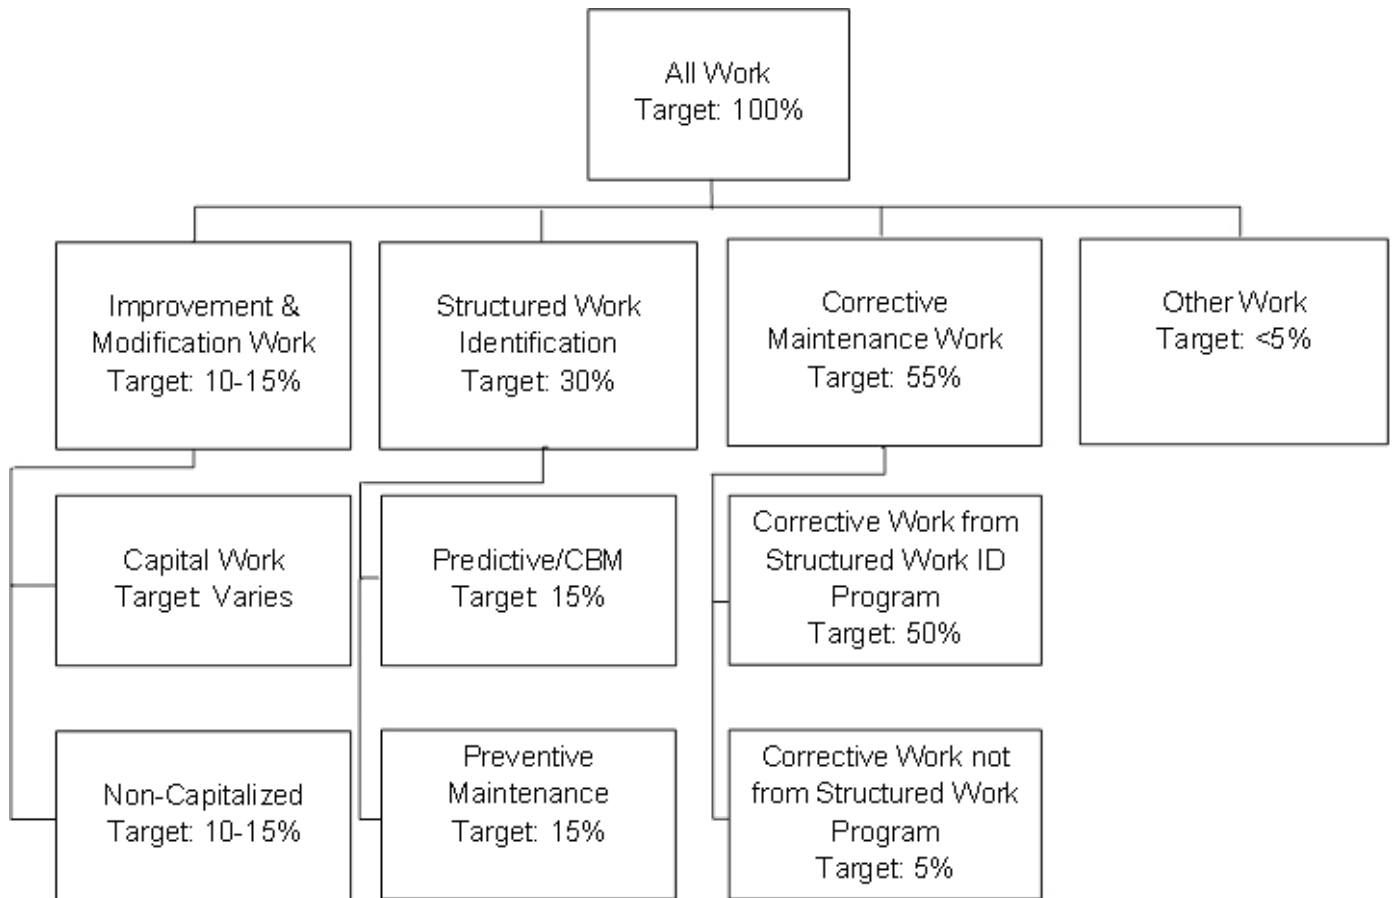 All Work
Target: 100%
Improvement &
Modification Work
Target: 10-15%
Structured Work
Identification
Target: 30%
Corrective
Maintenance Work
Target: 55%
Other Work
Target: <5%
Capital Work
Target: Varies
Predictive/CBM
Target: 15%
Corrective Work from
Structured Work ID
Program
Target: 50%
Non-Capitalized
Target: 10-15%
Preventive
Maintenance
Target: 15%
Corrective Work not
from Structured Work
Program
Target: 5%